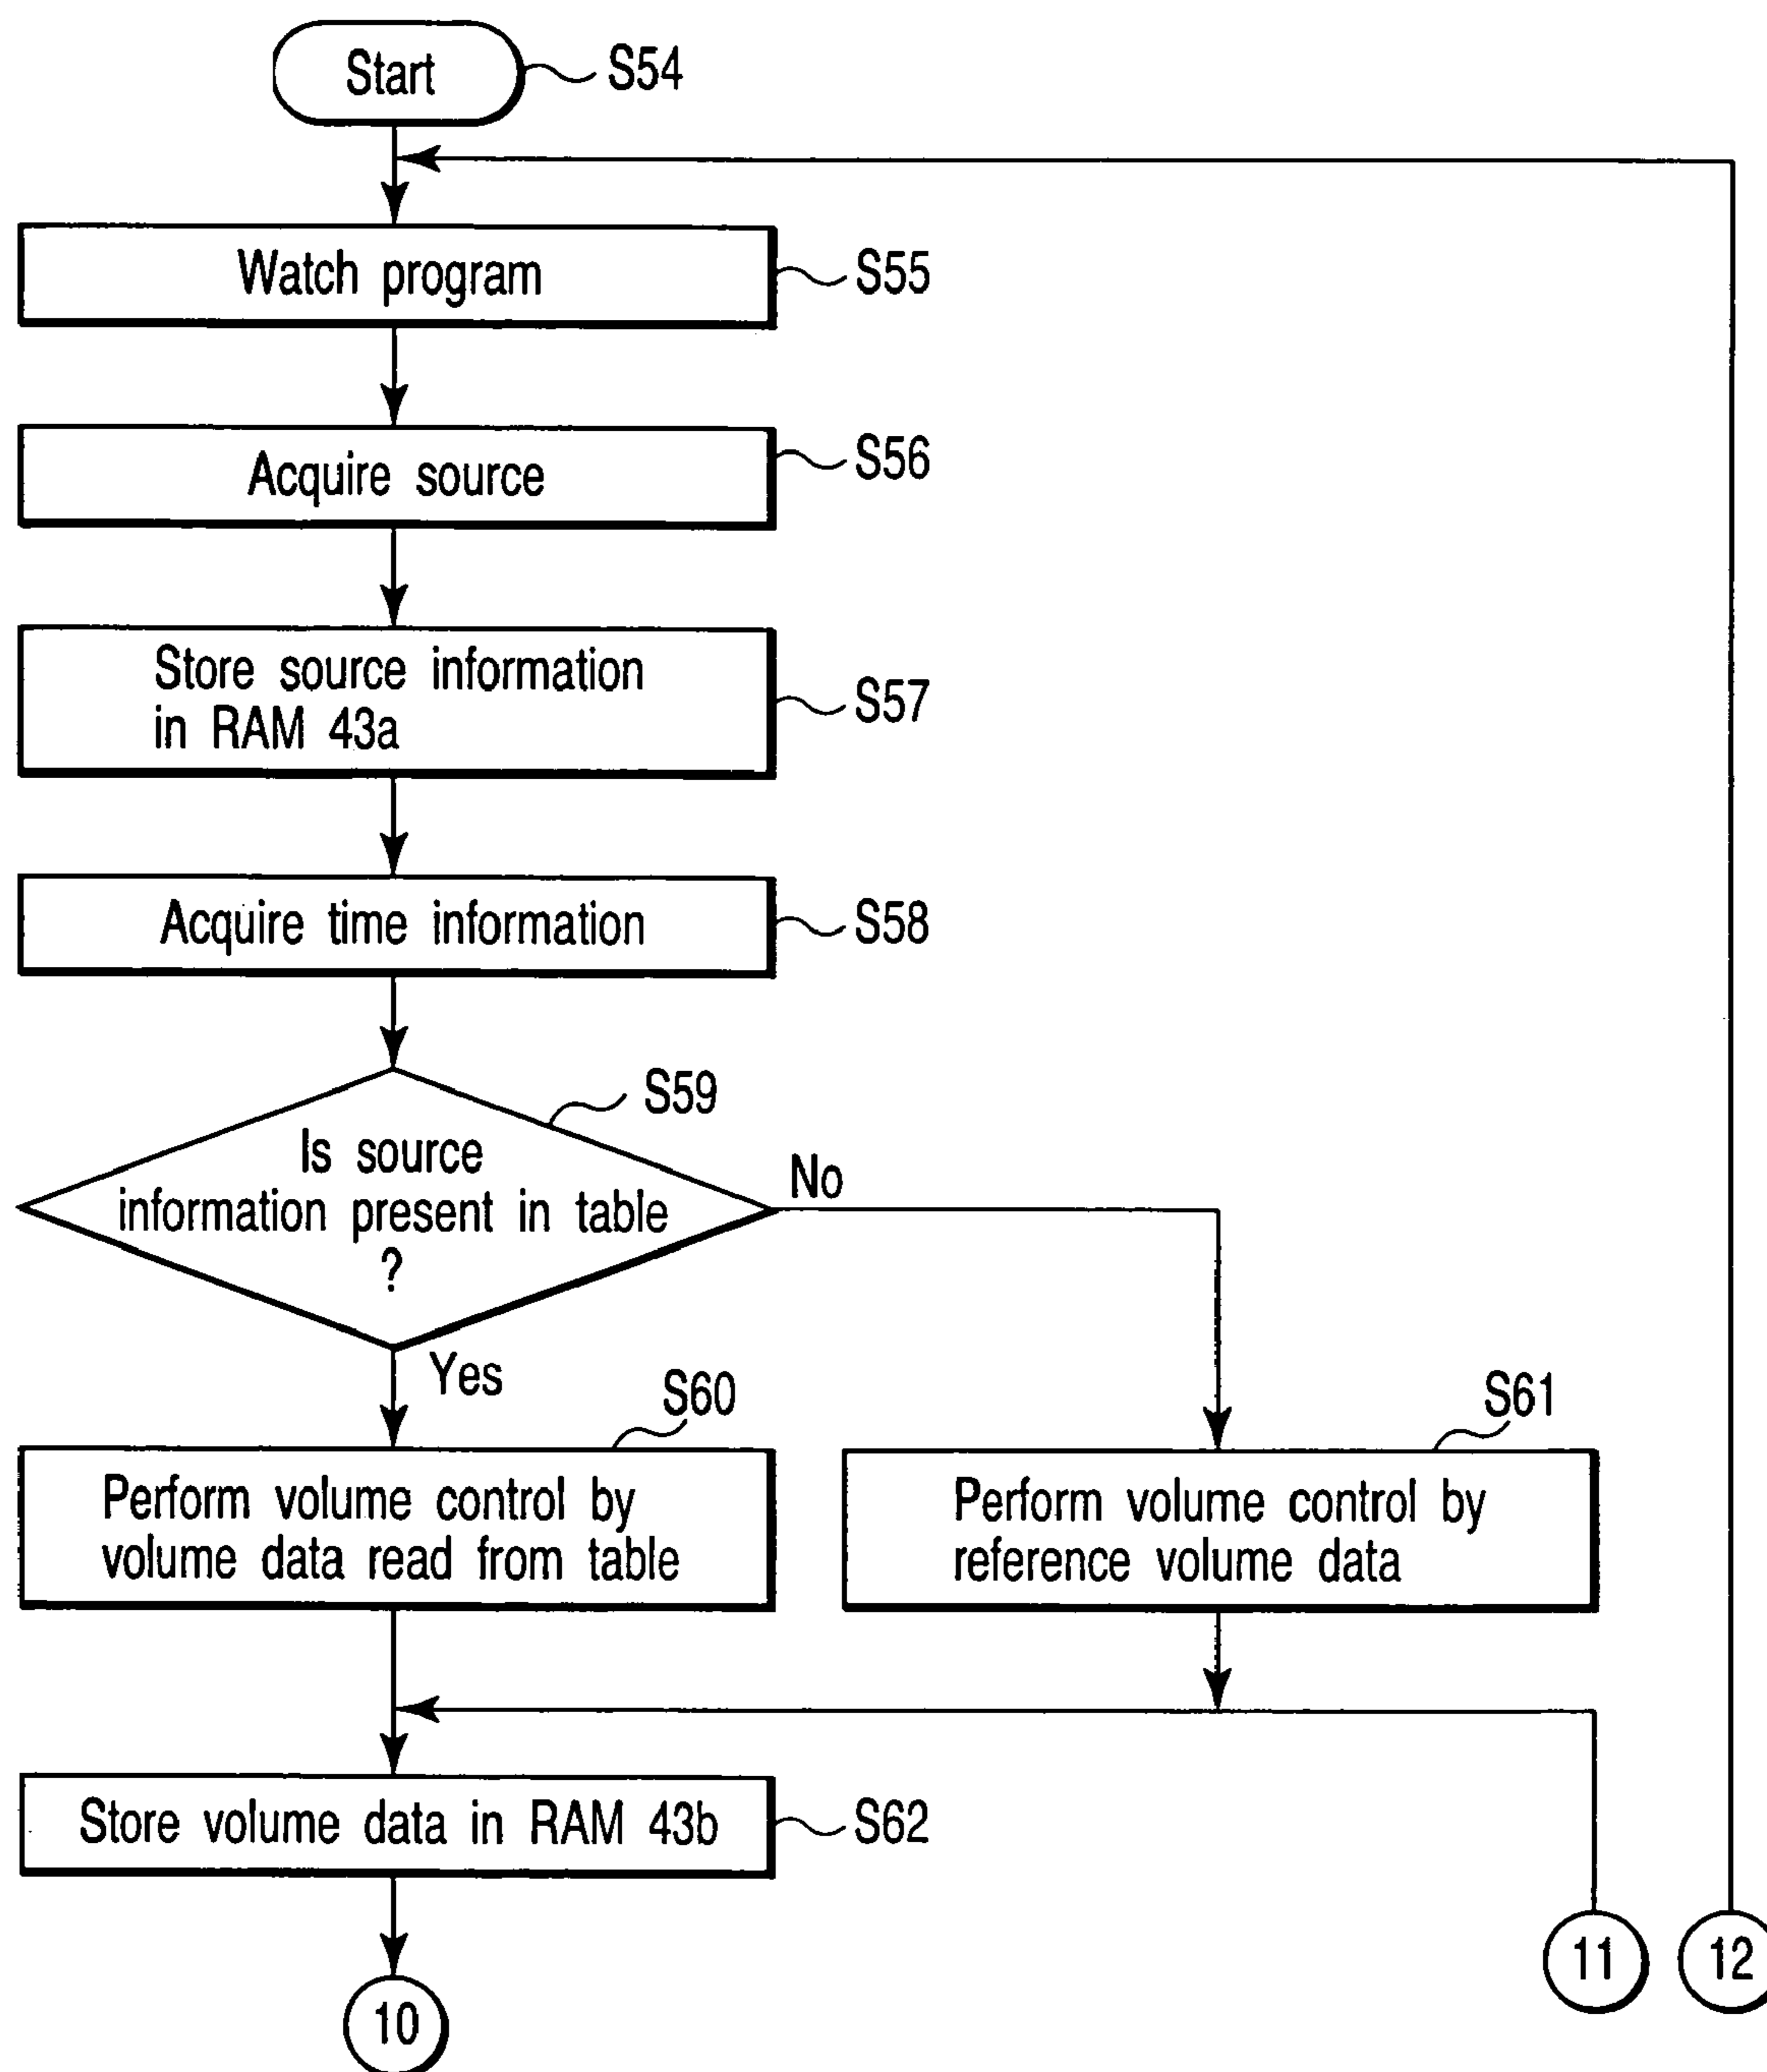 Start
S54
Watch program
S55
Acquire source
S56
Store source information
in RAM 43a
S57
Acquire time information
S58
S59
Is source
information present in table
?
No
Yes
S60
S61
Perform volume control by
volume data read from table
Perform volume control by
reference volume data
Store volume data in RAM 43b
S62
11
12
10